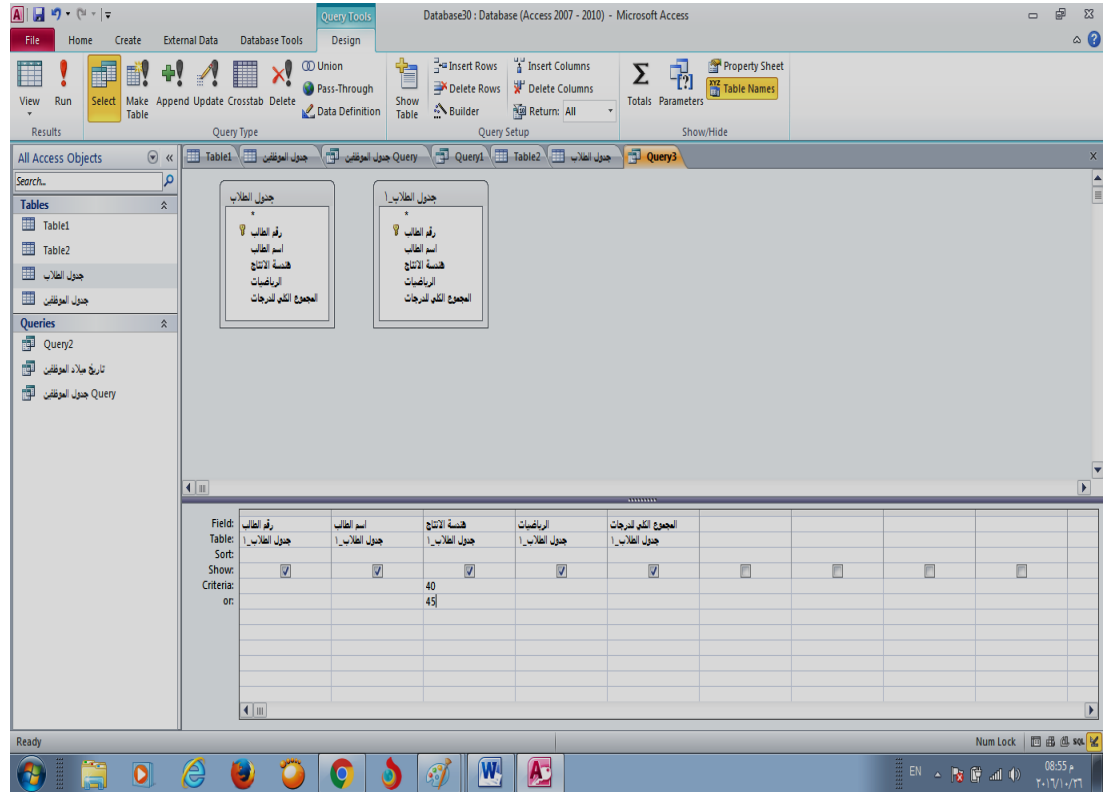 Query Tools
Database30 : Database (Access 2007 - 2010) - Microsoft Access
File Home Create External Data Database Tools Design
View Run Select Make Table Append Update Crosstab Delete
Union
Pass-Through
Data Definition
Show Table
Insert Rows
Delete Rows
Builder
Insert Columns
Delete Columns
Return: All
Totals Parameters
Property Sheet
Table Names
Results Query Type Query Setup Show/Hide
All Access Objects
Search...
Tables
Table1
Table2
جدول الطلاب
جدول الموظفين
Queries
Query2
تاريخ ميلاد الموظفين
جدول الموظفين Query
Table1 جدول الموظفين جدول الموظفين Query Query1 Table2 جدول الطلاب Query3
جدول الطلاب
*
رقم الطالب
اسم الطالب
هندسة الانتاج
الرياضيات
المجموع الكلي للدرجات
جدول الطلاب_١
*
رقم الطالب
اسم الطالب
هندسة الانتاج
الرياضيات
المجموع الكلي للدرجات
Field: رقم الطالب اسم الطالب هندسة الانتاج الرياضيات المجموع الكلي للدرجات
Table: جدول الطلاب_١ جدول الطلاب_١ جدول الطلاب_١ جدول الطلاب_١ جدول الطلاب_١
Sort:
Show:
Criteria: 40
or: 45
Ready
Num Lock
SQL
EN
08:55 م
٢٠١٦/١٠/٢٦